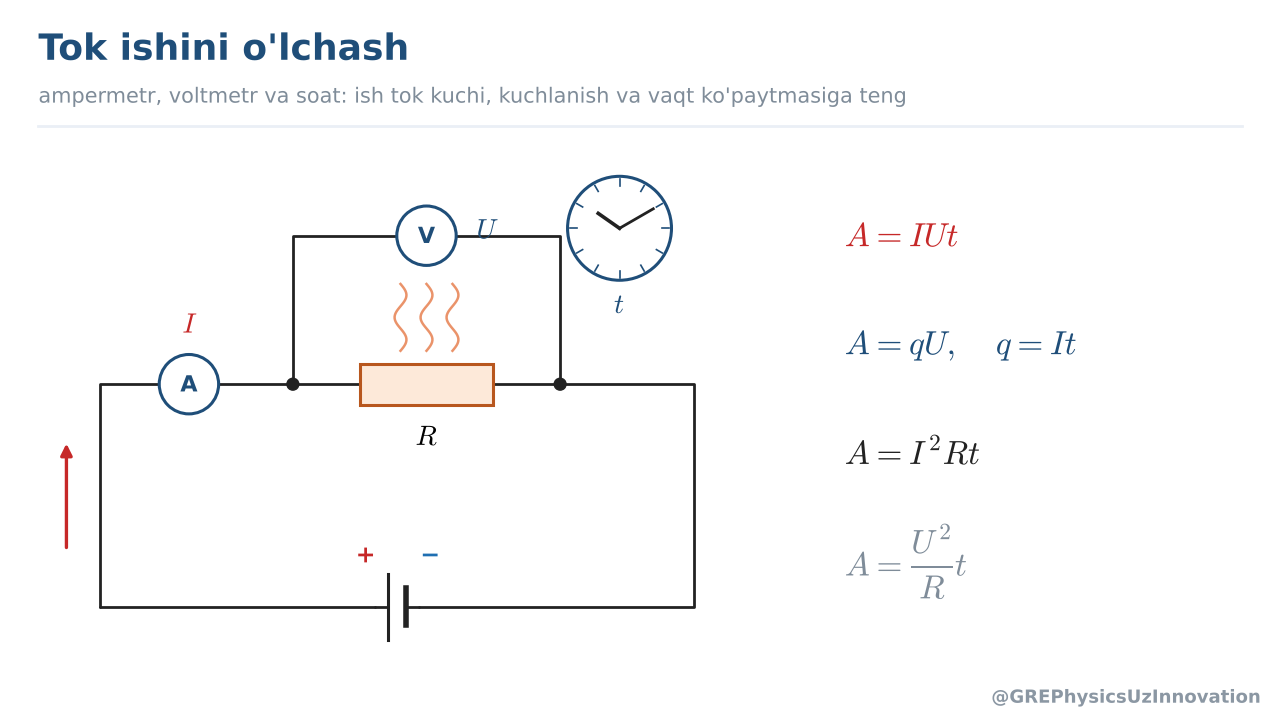 Tok ishini o'lchash
ampermetr, voltmetr va soat: ish tok kuchi, kuchlanish va vaqt ko'paytmasiga teng
V
U
t
I
A
R
+ −
A = IUt
A = qU, q = It
A = I²Rt
A = U²/R t
@GREPhysicsUzInnovation